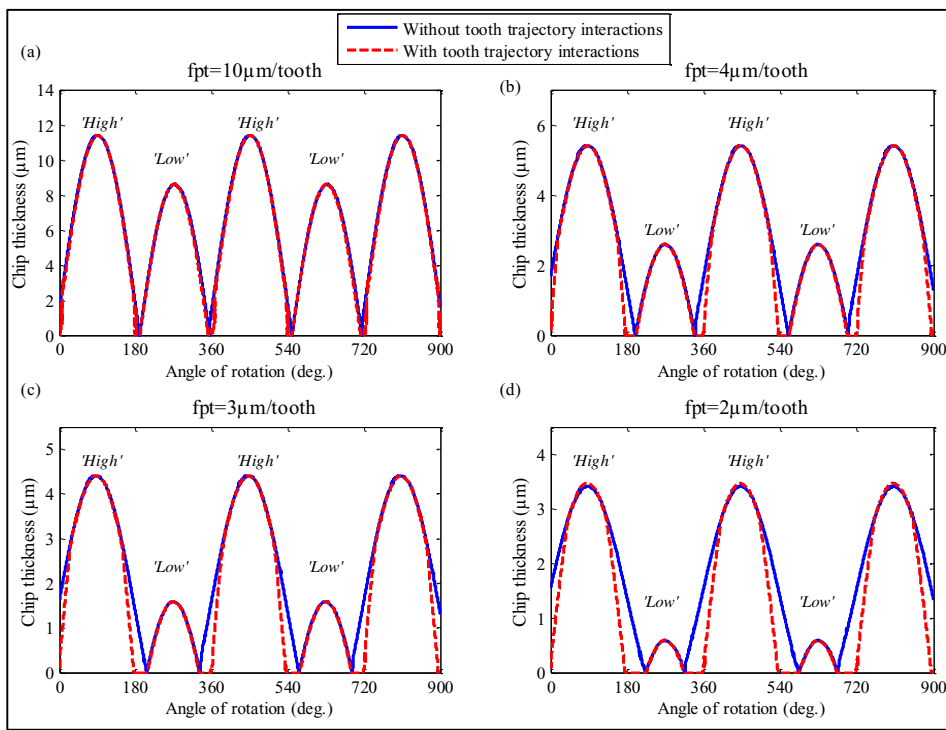 Without tooth trajectory interactions
With tooth trajectory interactions
(a)
fpt=10µm/tooth
14
12
10
8
6
4
2
0
Chip thickness (µm)
'High'
'Low'
'High'
'Low'
0 180 360 540 720 900
Angle of rotation (deg.)
(b)
fpt=4µm/tooth
6
4
2
0
Chip thickness (µm)
'High'
'Low'
'High'
'Low'
0 180 360 540 720 900
Angle of rotation (deg.)
(c)
fpt=3µm/tooth
5
4
3
2
1
0
Chip thickness (µm)
'High'
'Low'
'High'
'Low'
0 180 360 540 720 900
Angle of rotation (deg.)
(d)
fpt=2µm/tooth
4
3
2
1
0
Chip thickness (µm)
'High'
'Low'
'High'
'Low'
0 180 360 540 720 900
Angle of rotation (deg.)